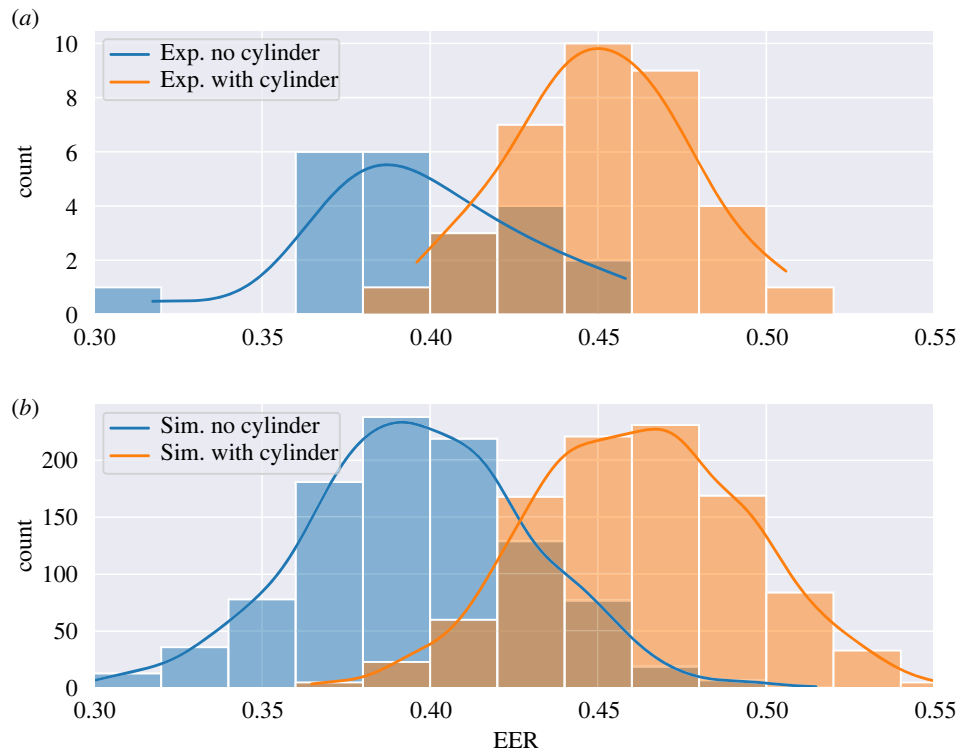 (a)
10
8
6
4
2
0
count
Exp. no cylinder
Exp. with cylinder
0.30 0.35 0.40 0.45 0.50 0.55
(b)
200
150
100
50
0
count
Sim. no cylinder
Sim. with cylinder
0.30 0.35 0.40 0.45 0.50 0.55
EER